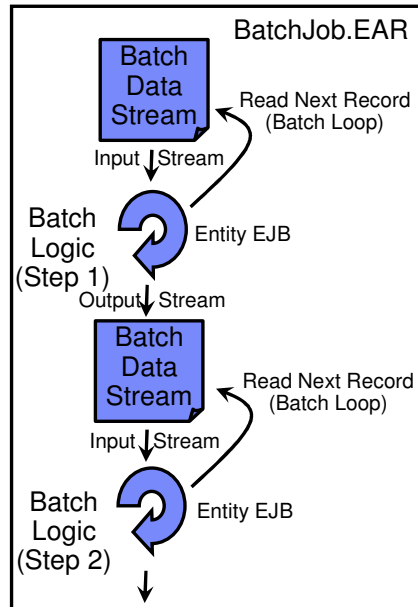 BatchJob.EAR
Batch
Data
Stream
Read Next Record
(Batch Loop)
Input Stream
Batch
Logic
(Step 1)
Entity EJB
Output Stream
Batch
Data
Stream
Read Next Record
(Batch Loop)
Input Stream
Batch
Logic
(Step 2)
Entity EJB